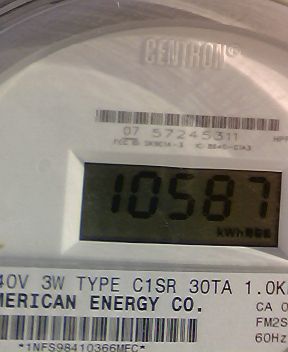 CENTRON®
07 57245311
10587
kWh
40V 3W TYPE C1SR 30TA 1.0K
MERICAN ENERGY CO.
CA 0
FM2S
60Hz
*1NFS98410366MFC*